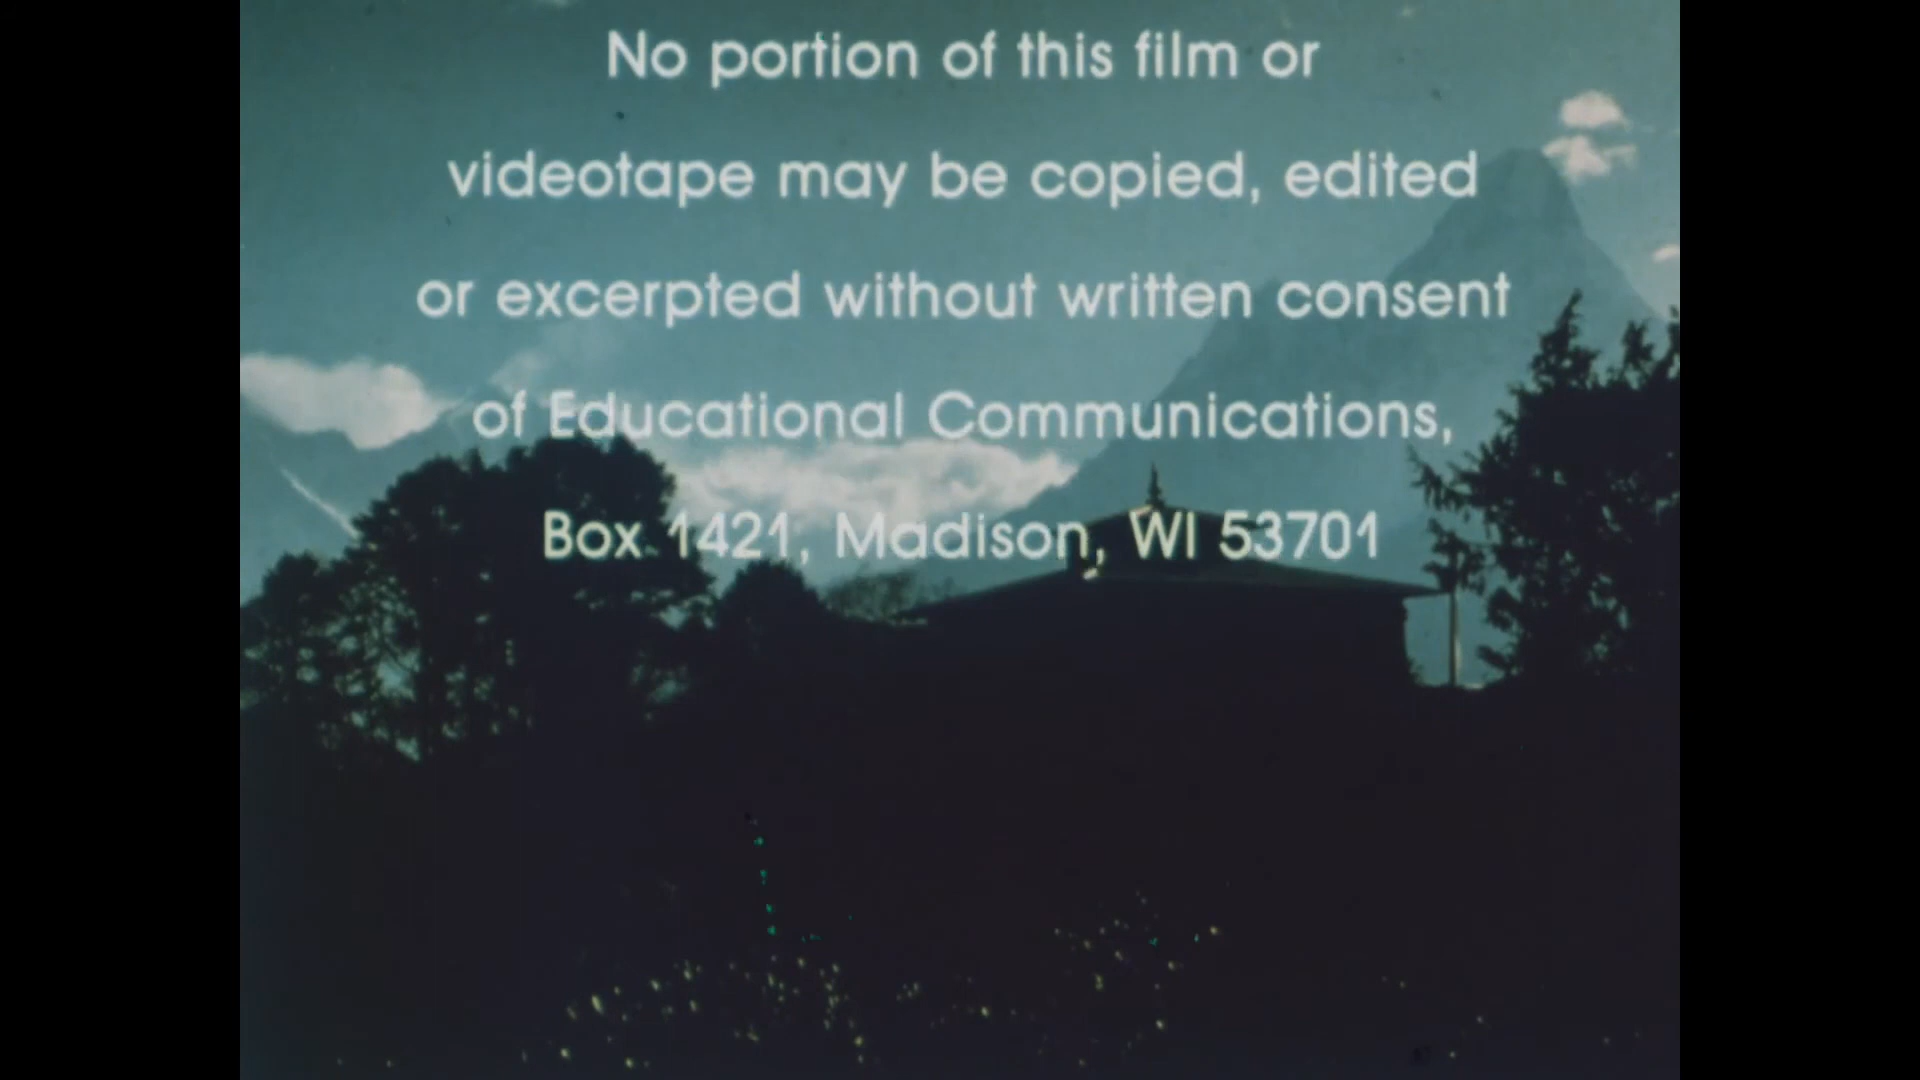 No portion of this film or
videotape may be copied, edited
or excerpted without written consent
of Educational Communications,
Box 1421, Madison, WI 53701